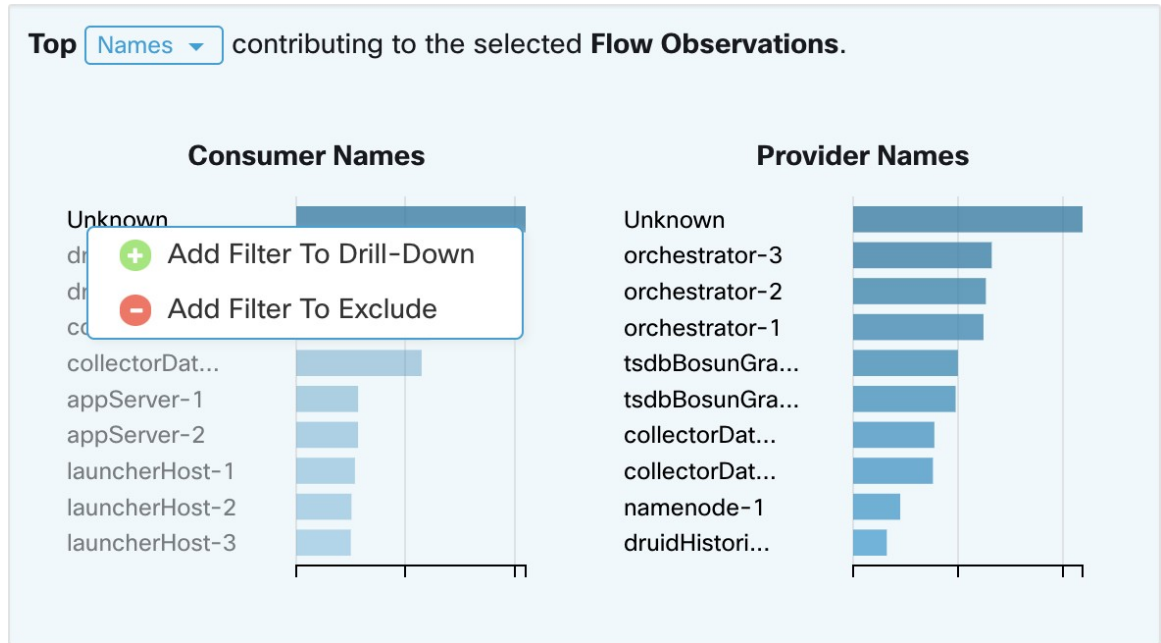 Top Names contributing to the selected Flow Observations.
Consumer Names
Provider Names
Unknown
Add Filter To Drill-Down
Add Filter To Exclude
collectorDat...
appServer-1
appServer-2
launcherHost-1
launcherHost-2
launcherHost-3
Unknown
orchestrator-3
orchestrator-2
orchestrator-1
tsdbBosunGra...
tsdbBosunGra...
collectorDat...
collectorDat...
namenode-1
druidHistori...